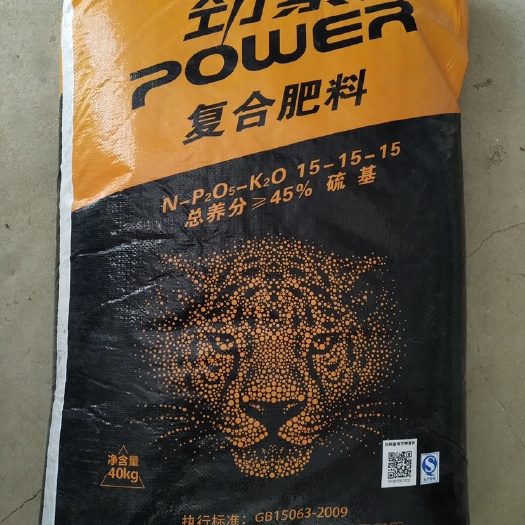 劲
POWER
复合肥料
N-P₂O₅-K₂O 15-15-15
总养分≥45% 硫基
净含量
40kg
执行标准：GB15063-2009